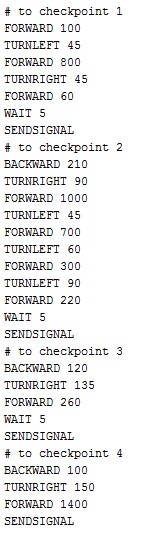 # to checkpoint 1
FORWARD 100
TURNLEFT 45
FORWARD 800
TURNRIGHT 45
FORWARD 60
WAIT 5
SENDSIGNAL
# to checkpoint 2
BACKWARD 210
TURNRIGHT 90
FORWARD 1000
TURNLEFT 45
FORWARD 700
TURNLEFT 60
FORWARD 300
TURNLEFT 90
FORWARD 220
WAIT 5
SENDSIGNAL
# to checkpoint 3
BACKWARD 120
TURNRIGHT 135
FORWARD 260
WAIT 5
SENDSIGNAL
# to checkpoint 4
BACKWARD 100
TURNRIGHT 150
FORWARD 1400
SENDSIGNAL